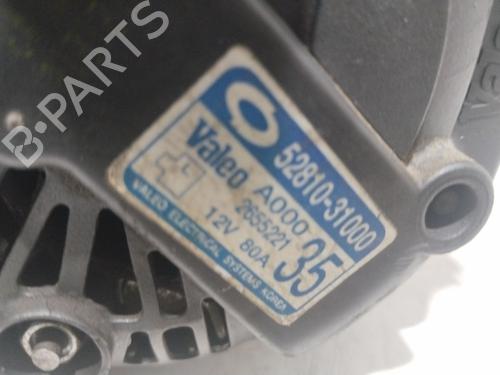 B-PARTS
52810-31000
Valeo A000
2655221
12V 80A
35
VALEO ELECTRICAL SYSTEMS KOREA